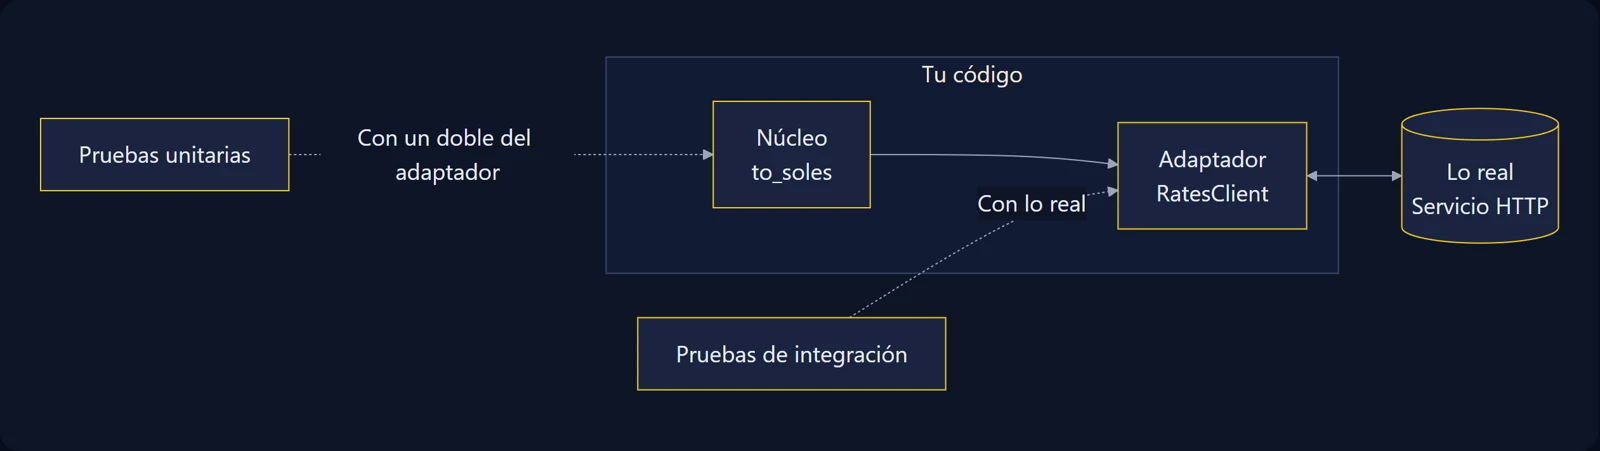 Tu código
Pruebas unitarias
Con un doble del
adaptador
Núcleo
to_soles
Con lo real
Adaptador
RatesClient
Lo real
Servicio HTTP
Pruebas de integración